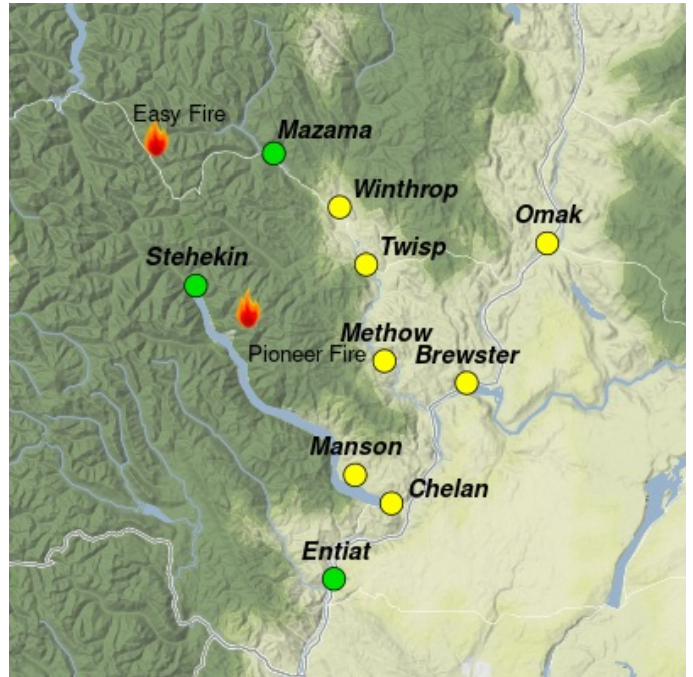 Easy Fire
Mazama
Winthrop
Omak
Twisp
Stehekin
Methow
Pioneer Fire
Brewster
Manson
Chelan
Entiat